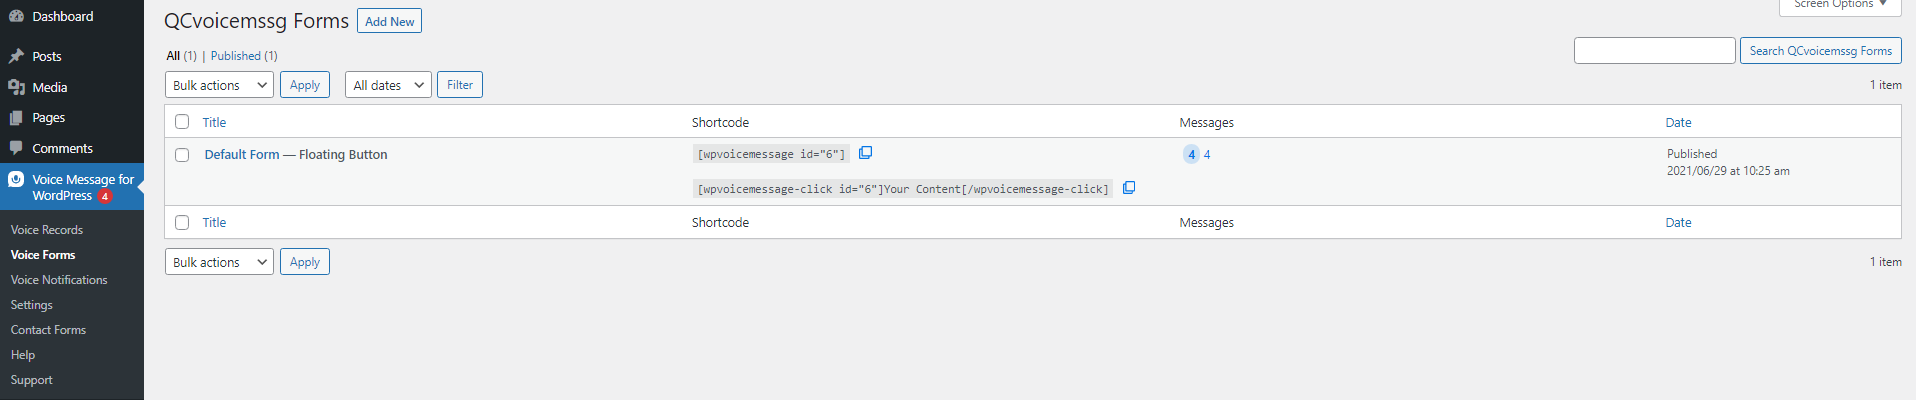 Dashboard
Posts
Media
Pages
Comments
Voice Message for
WordPress 4
Voice Records
Voice Forms
Voice Notifications
Settings
Contact Forms
Help
Support
Screen Options
QCvoicemssg Forms Add New
All (1) | Published (1)
Search QCvoicemssg Forms
Bulk actions Apply All dates Filter 1 item
Title Shortcode Messages Date
Default Form — Floating Button [wpvoicemessage id="6"] 4 4 Published
2021/06/29 at 10:25 am
[wpvoicemessage-click id="6"]Your Content[/wpvoicemessage-click]
Title Shortcode Messages Date
Bulk actions Apply 1 item